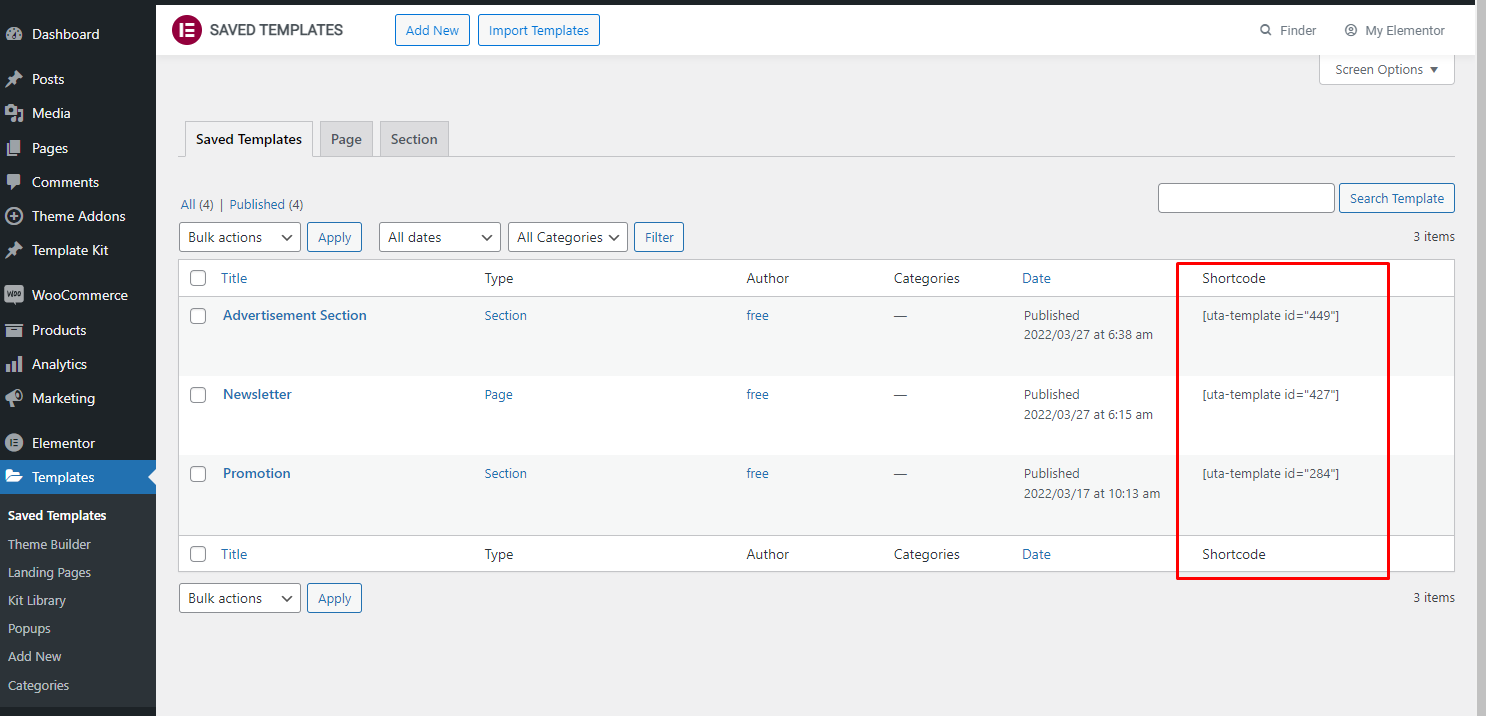 Dashboard
Posts
Media
Pages
Comments
Theme Addons
Template Kit
WOO WooCommerce
Products
Analytics
Marketing
Elementor
Templates
Saved Templates
Theme Builder
Landing Pages
Kit Library
Popups
Add New
Categories
SAVED TEMPLATES Add New Import Templates Finder My Elementor
Screen Options ▼
Saved Templates Page Section
All (4) | Published (4) Search Template
Bulk actions Apply All dates All Categories Filter 3 items
Title Type Author Categories Date Shortcode
Advertisement Section Section free — Published [uta-template id="449"]
2022/03/27 at 6:38 am
Newsletter Page free — Published [uta-template id="427"]
2022/03/27 at 6:15 am
Promotion Section free — Published [uta-template id="284"]
2022/03/17 at 10:13 am
Title Type Author Categories Date Shortcode
Bulk actions Apply 3 items